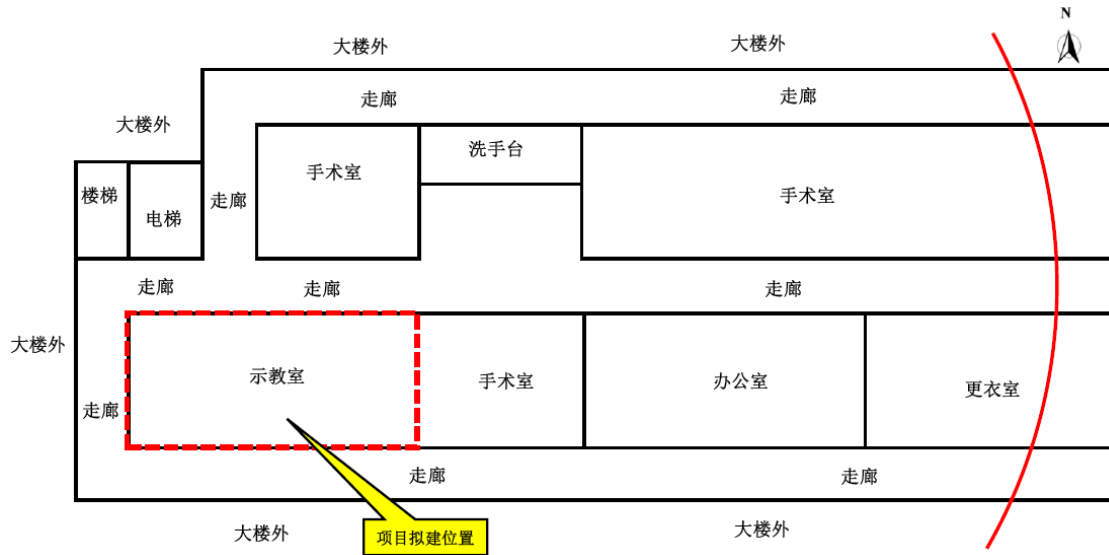 N
大楼外
大楼外
走廊
走廊
大楼外
洗手台
手术室
楼梯
走廊
手术室
电梯
走廊
走廊
走廊
大楼外
示教室
手术室
办公室
更衣室
走廊
走廊
走廊
大楼外
项目拟建位置
大楼外